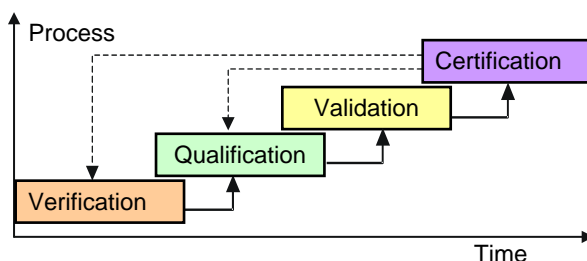 Process
Certification
Validation
Qualification
Verification
Time